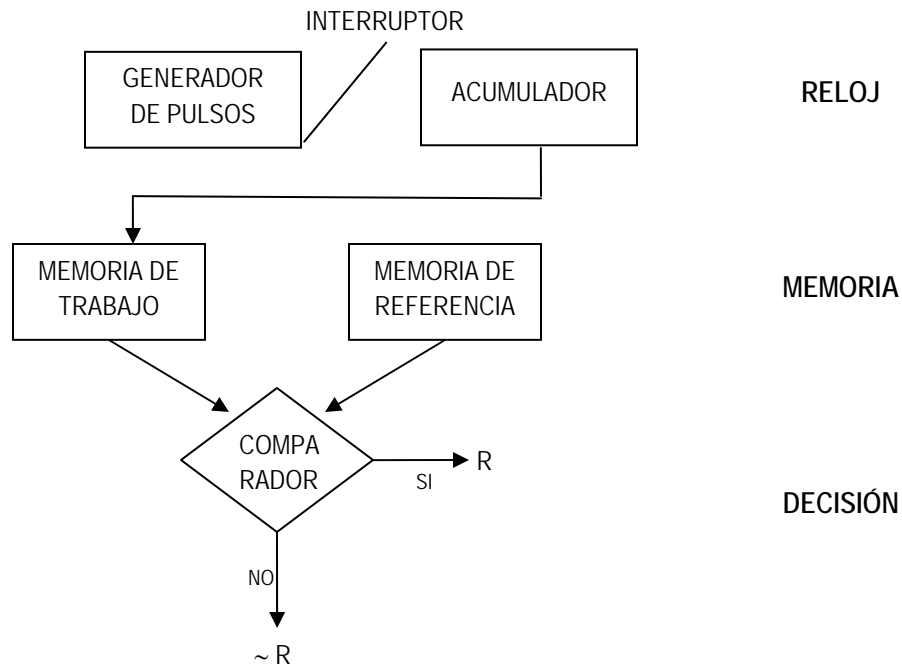 INTERRUPTOR
GENERADOR
DE PULSOS
ACUMULADOR
RELOJ
MEMORIA DE
TRABAJO
MEMORIA DE
REFERENCIA
MEMORIA
COMPA
RADOR
SI
R
DECISIÓN
NO
~ R